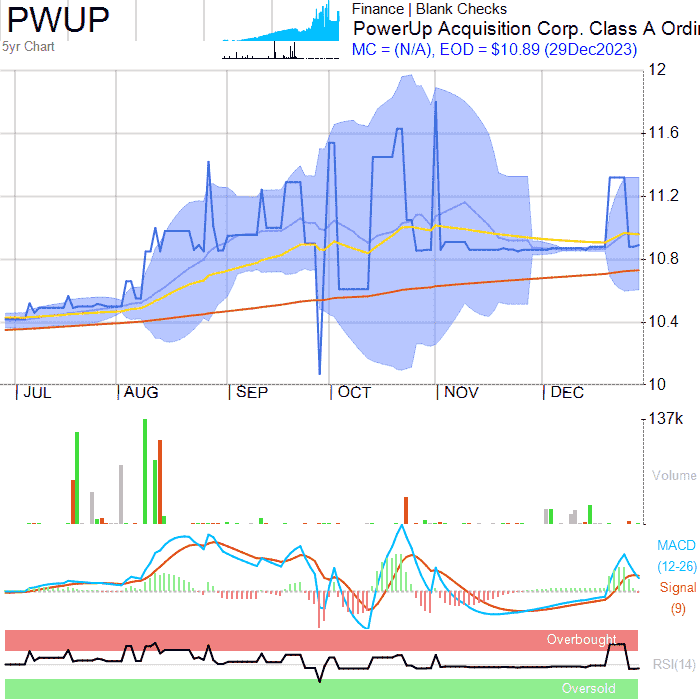 PWUP
5yr Chart
Finance | Blank Checks
PowerUp Acquisition Corp. Class A Ordi
MC = (N/A), EOD = $10.89 (29Dec2023)
12
11.6
11.2
10.8
10.4
10
JUL
AUG
SEP
OCT
NOV
DEC
137k
Volume
MACD
(12-26)
Signal
(9)
Overbought
RSI(14)
Oversold